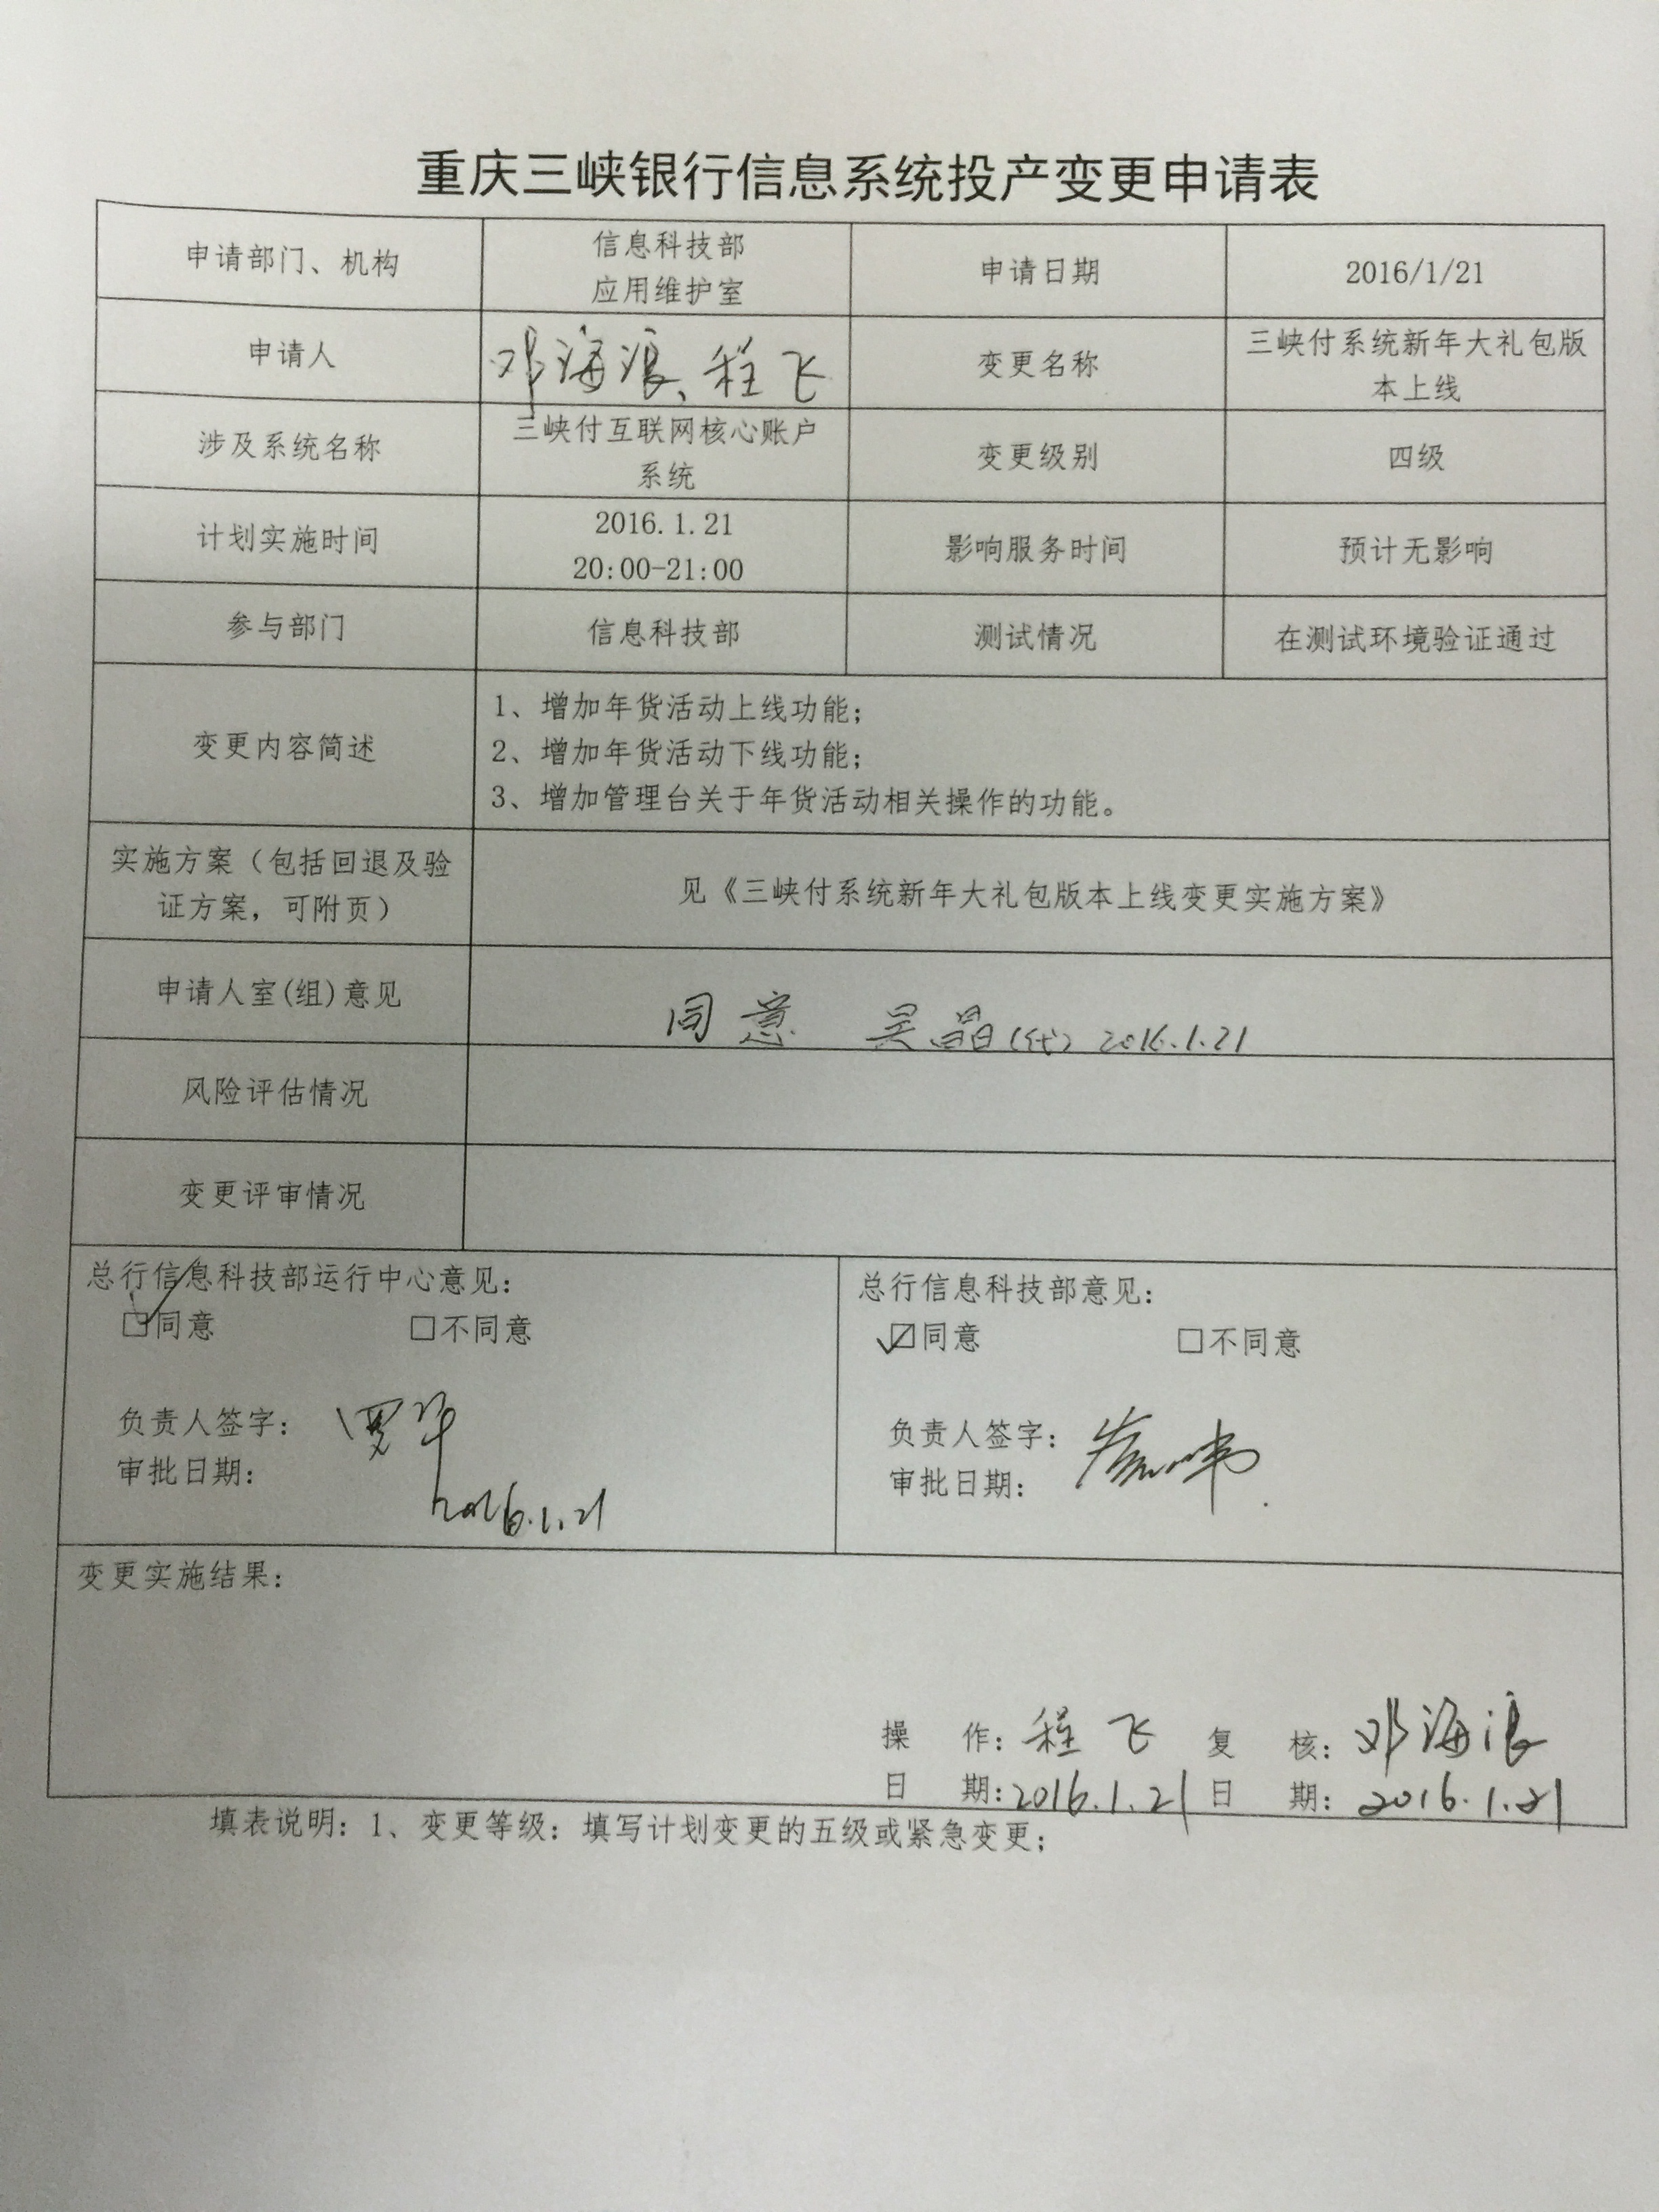 重庆三峡银行信息系统投产变更申请表
申请部门、机构
信息科技部
应用维护室
申请日期
2016/1/21
申请人
邓海浪、程飞
变更名称
三峡付系统新年大礼包版
本上线
涉及系统名称
三峡付互联网核心账户
系统
变更级别
四级
计划实施时间
2016.1.21
20:00-21:00
影响服务时间
预计无影响
参与部门
信息科技部
测试情况
在测试环境验证通过
变更内容简述
1、增加年货活动上线功能；
2、增加年货活动下线功能；
3、增加管理台关于年货活动相关操作的功能。
实施方案（包括回退及验
证方案，可附页）
见《三峡付系统新年大礼包版本上线变更实施方案》
申请人室(组)意见
同意 吴晶(代) 2016.1.21
风险评估情况
变更评审情况
总行信息科技部运行中心意见：
☑同意 □不同意
负责人签字：
审批日期：
2016.1.21
总行信息科技部意见：
☑同意 □不同意
负责人签字：
审批日期：
变更实施结果：
操 作：程飞 复 核：邓海浪
日 期：2016.1.21 日 期：2016.1.21
填表说明：1、变更等级：填写计划变更的五级或紧急变更；